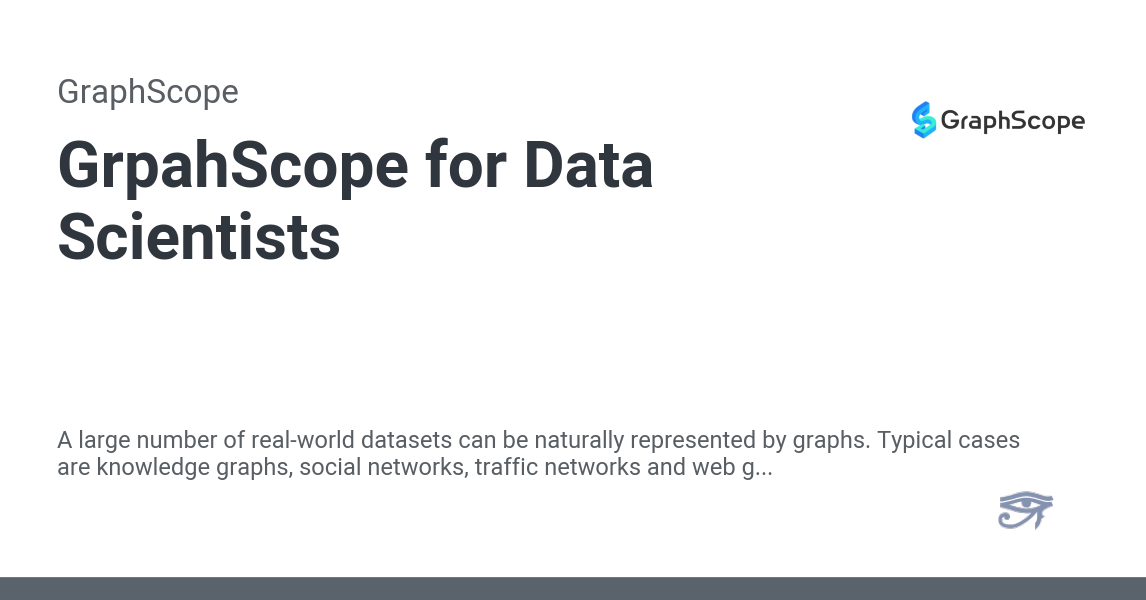 GraphScope
GraphScope
GrpahScope for Data
Scientists
A large number of real-world datasets can be naturally represented by graphs. Typical cases
are knowledge graphs, social networks, traffic networks and web g...